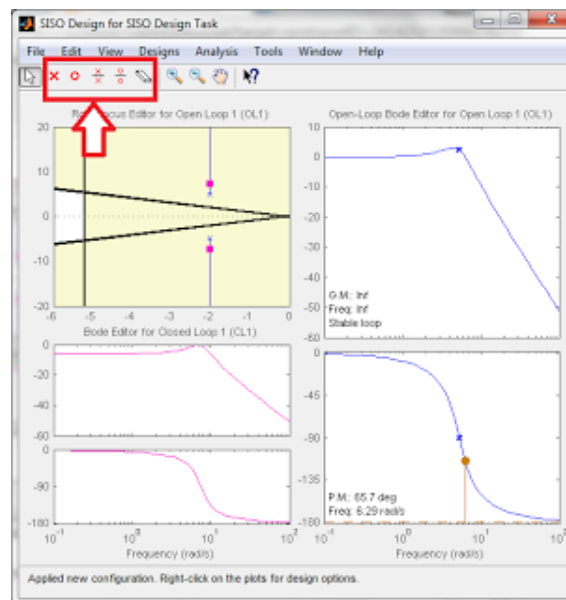 SISO Design for SISO Design Task
File Edit View Designs Analysis Tools Window Help
Editor for Open Loop 1 (OL1)
20
10
0
-10
-20
-6 -5 -4 -3 -2 -1 0
Open-Loop Bode Editor for Open Loop 1 (OL1)
10
0
-10
-20
-30
-40
-50
-60
G.M.: Inf
Freq: Inf
Stable loop
Bode Editor for Closed Loop 1 (CL1)
0
-20
-40
-60
0
-90
-180
10^-1 10^0 10^1 10^2
Frequency (rad/s)
0
-45
-90
-135
-180
P.M.: 65.7 deg
Freq: 6.29 rad/s
10^-1 10^0 10^1 10^2
Frequency (rad/s)
Applied new configuration. Right-click on the plots for design options.